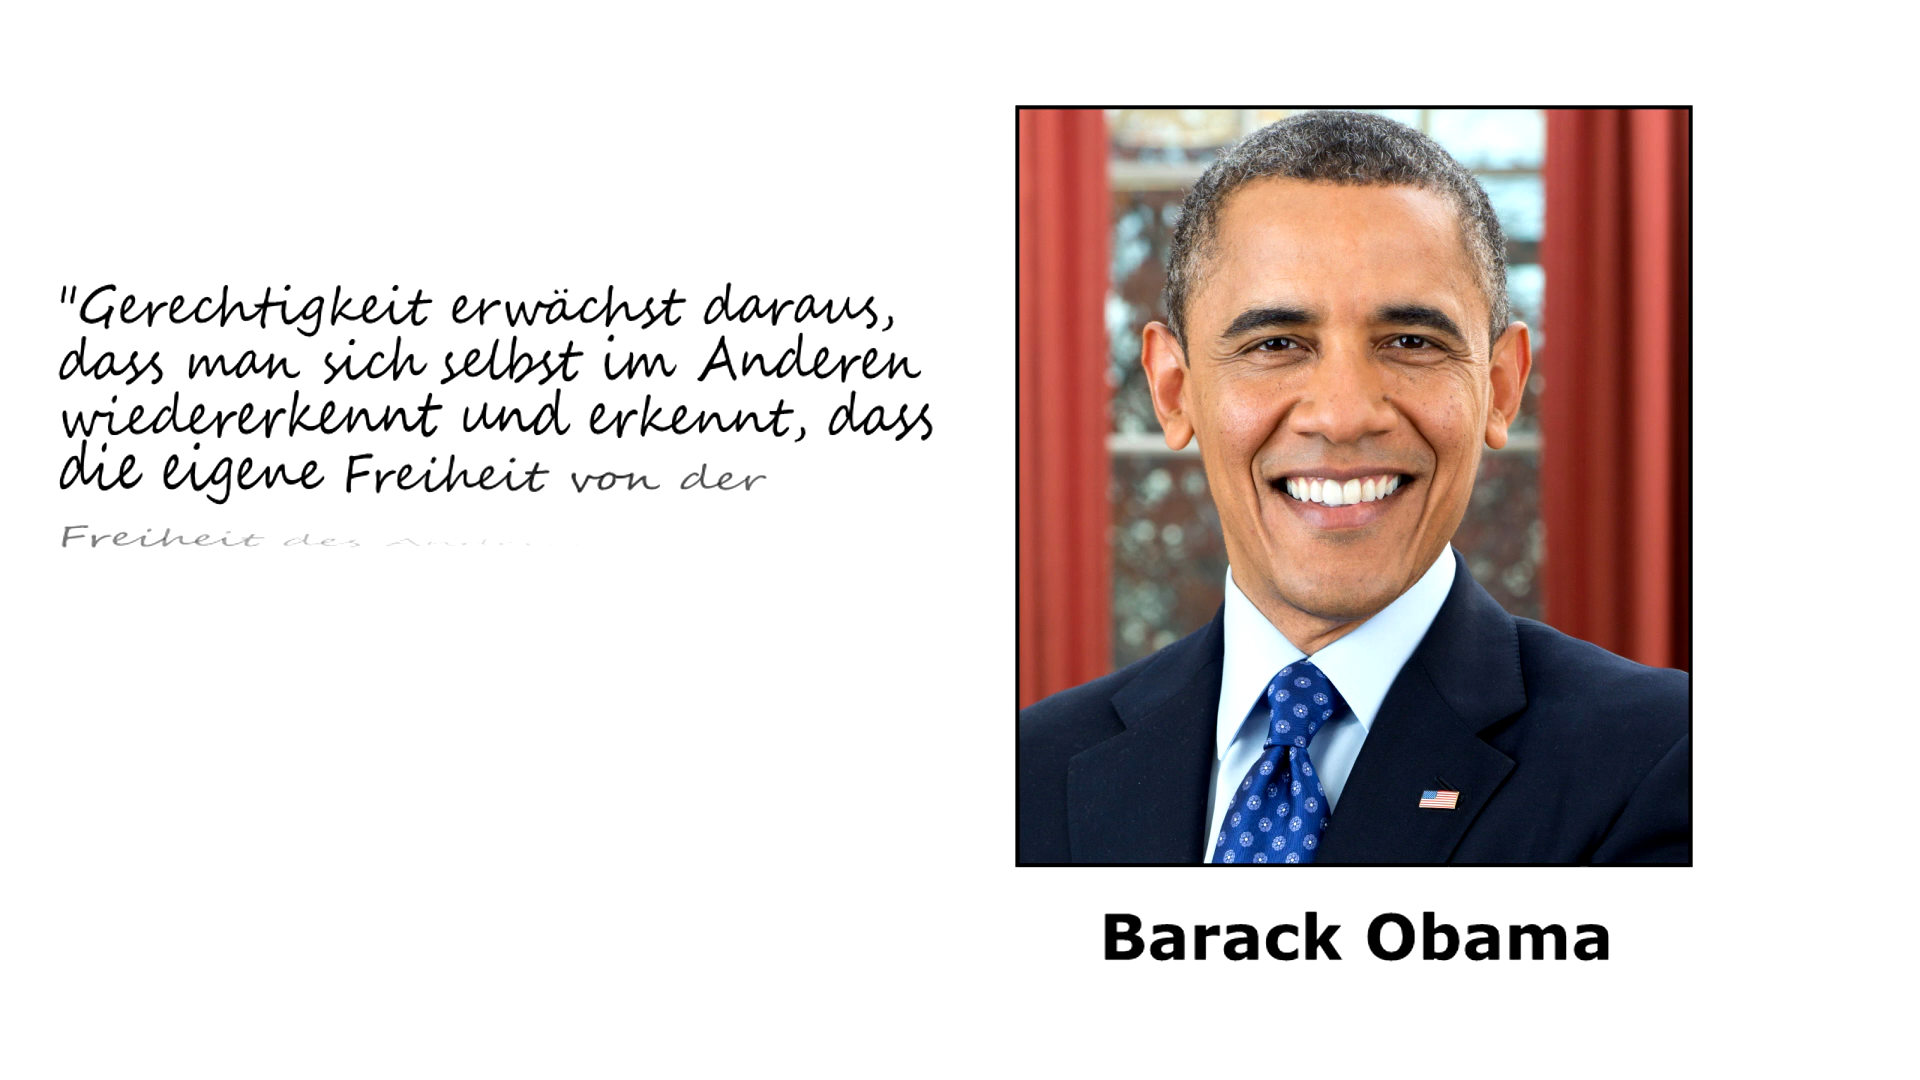 "Gerechtigkeit erwächst daraus,
dass man sich selbst im Anderen
wiedererkennt und erkennt, dass
die eigene Freiheit von der
Freiheit des
Barack Obama